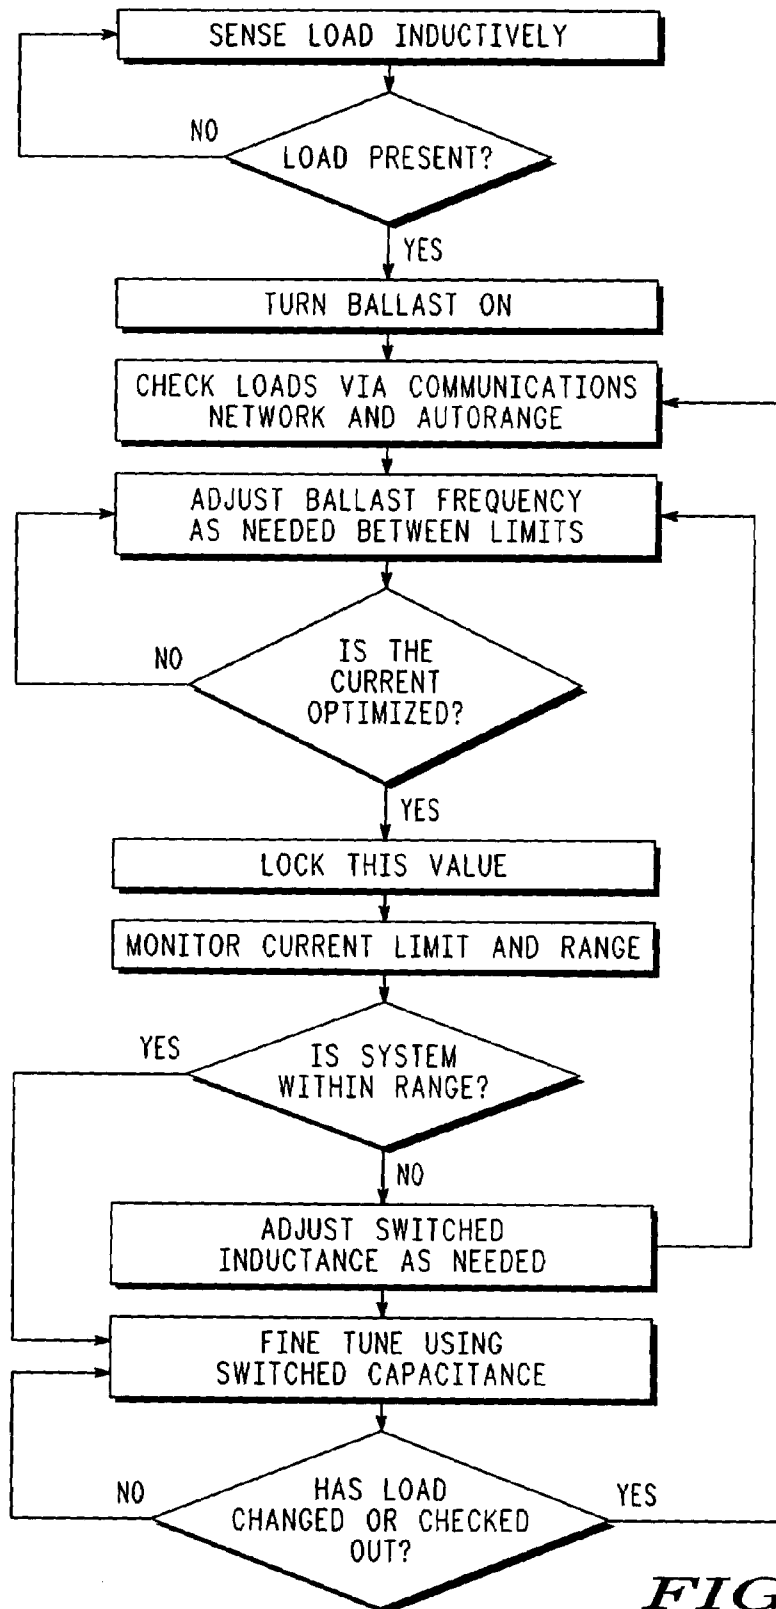 SENSE LOAD INDUCTIVELY
NO
LOAD PRESENT?
YES
TURN BALLAST ON
CHECK LOADS VIA COMMUNICATIONS
NETWORK AND AUTORANGE
ADJUST BALLAST FREQUENCY
AS NEEDED BETWEEN LIMITS
NO
IS THE
CURRENT
OPTIMIZED?
YES
LOCK THIS VALUE
MONITOR CURRENT LIMIT AND RANGE
YES
IS SYSTEM
WITHIN RANGE?
NO
ADJUST SWITCHED
INDUCTANCE AS NEEDED
FINE TUNE USING
SWITCHED CAPACITANCE
NO
HAS LOAD
CHANGED OR CHECKED
OUT?
YES
FIG